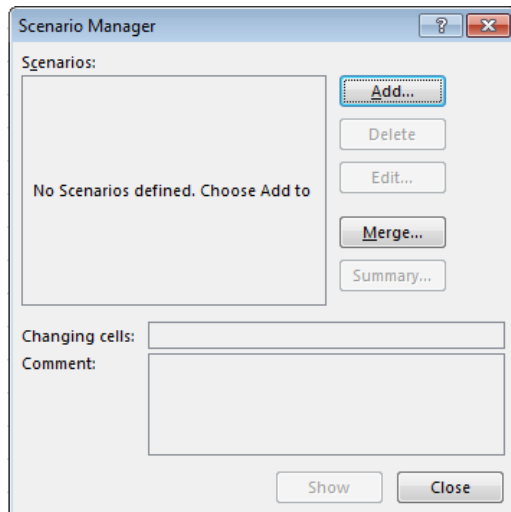 Scenario Manager
?
Scenarios:
Add...
Delete
No Scenarios defined. Choose Add to
Edit...
Merge...
Summary...
Changing cells:
Comment:
Show
Close